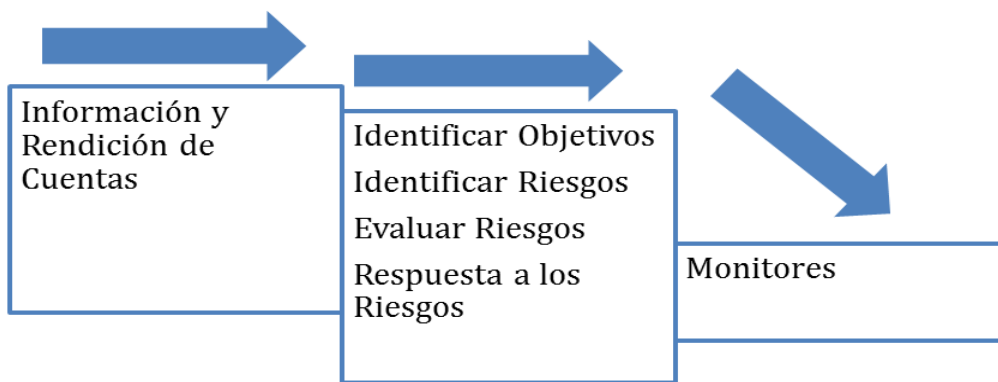 Información y
Rendición de
Cuentas
Identificar Objetivos
Identificar Riesgos
Evaluar Riesgos
Respuesta a los
Riesgos
Monitores